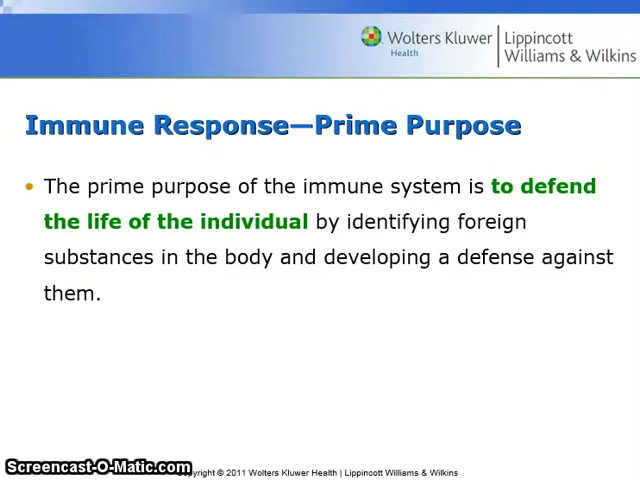 Wolters Kluwer
Health
Lippincott
Williams & Wilkins
Immune Response—Prime Purpose
• The prime purpose of the immune system is to defend
the life of the individual by identifying foreign
substances in the body and developing a defense against
them.
Screencast-O-Matic.com
opyright © 2011 Wolters Kluwer Health | Lippincott Williams & Wilkins